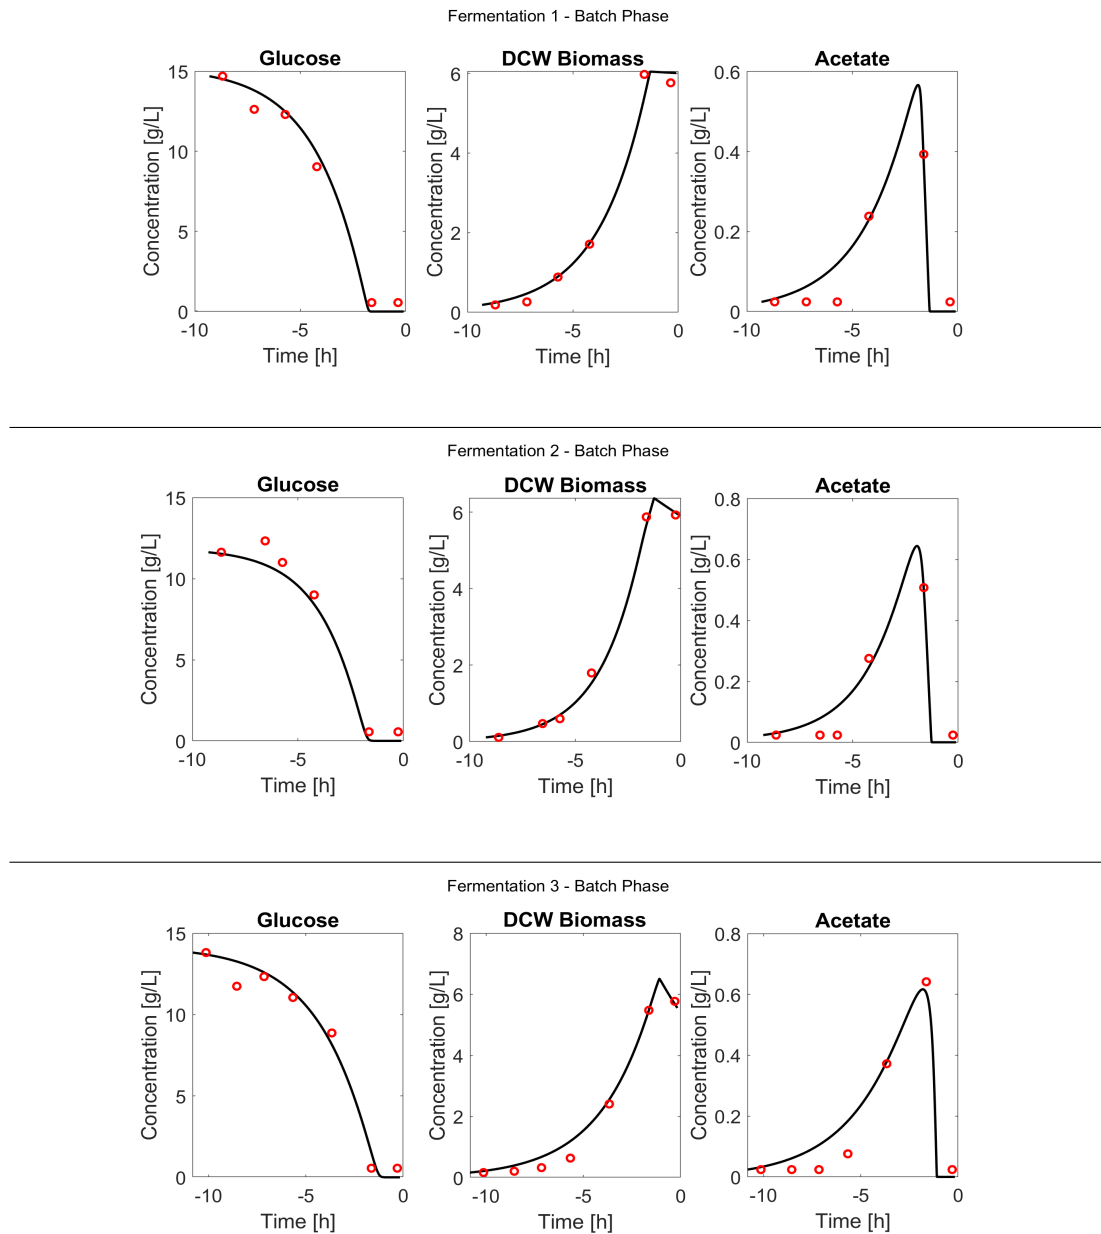 Fermentation 1 - Batch Phase
Glucose
DCW Biomass
Acetate
Concentration [g/L]
15
10
5
0
-10
-5
0
Time [h]
Concentration [g/L]
6
4
2
0
-10
-5
0
Time [h]
Concentration [g/L]
0.6
0.4
0.2
0
-10
-5
0
Time [h]
Fermentation 2 - Batch Phase
Glucose
DCW Biomass
Acetate
Concentration [g/L]
15
10
5
0
-10
-5
0
Time [h]
Concentration [g/L]
6
4
2
0
-10
-5
0
Time [h]
Concentration [g/L]
0.8
0.6
0.4
0.2
0
-10
-5
0
Time [h]
Fermentation 3 - Batch Phase
Glucose
DCW Biomass
Acetate
Concentration [g/L]
15
10
5
0
-10
-5
0
Time [h]
Concentration [g/L]
8
6
4
2
0
-10
-5
0
Time [h]
Concentration [g/L]
0.8
0.6
0.4
0.2
0
-10
-5
0
Time [h]